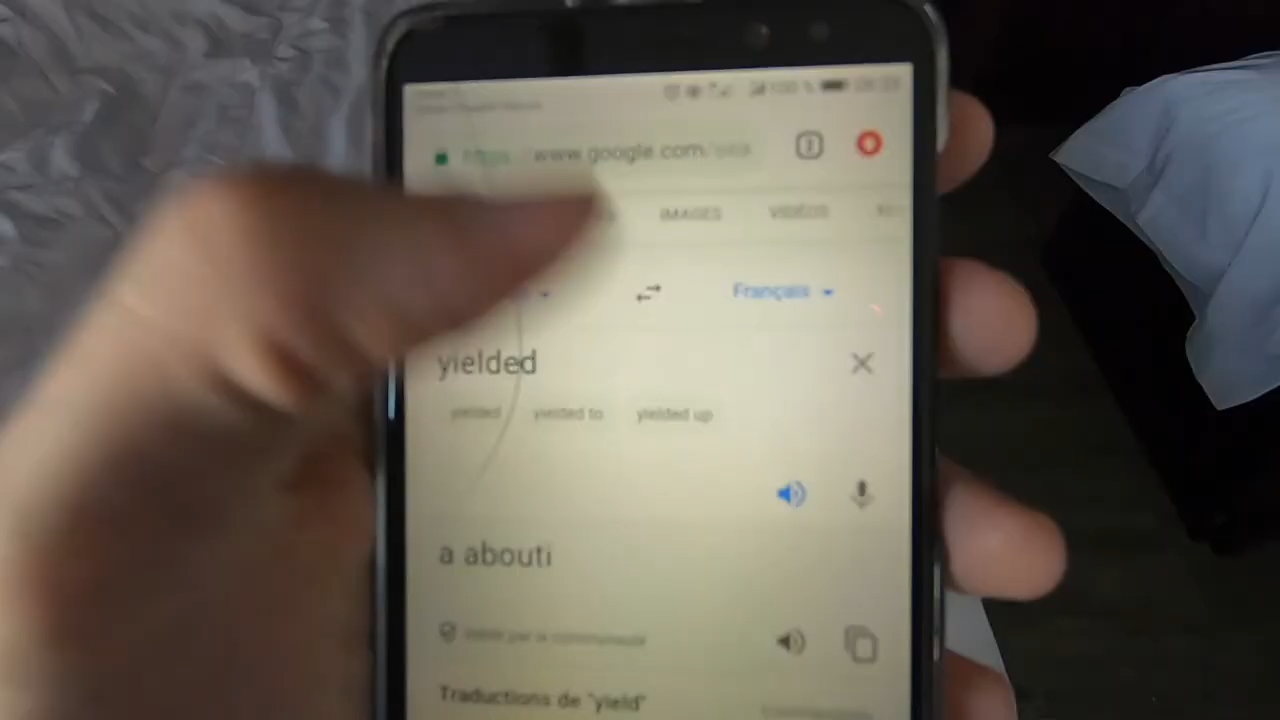 www.google.com
IMAGES VIDÉOS
Français
yielded
yielded yielded to yielded up
a abouti
Traductions de "yield"